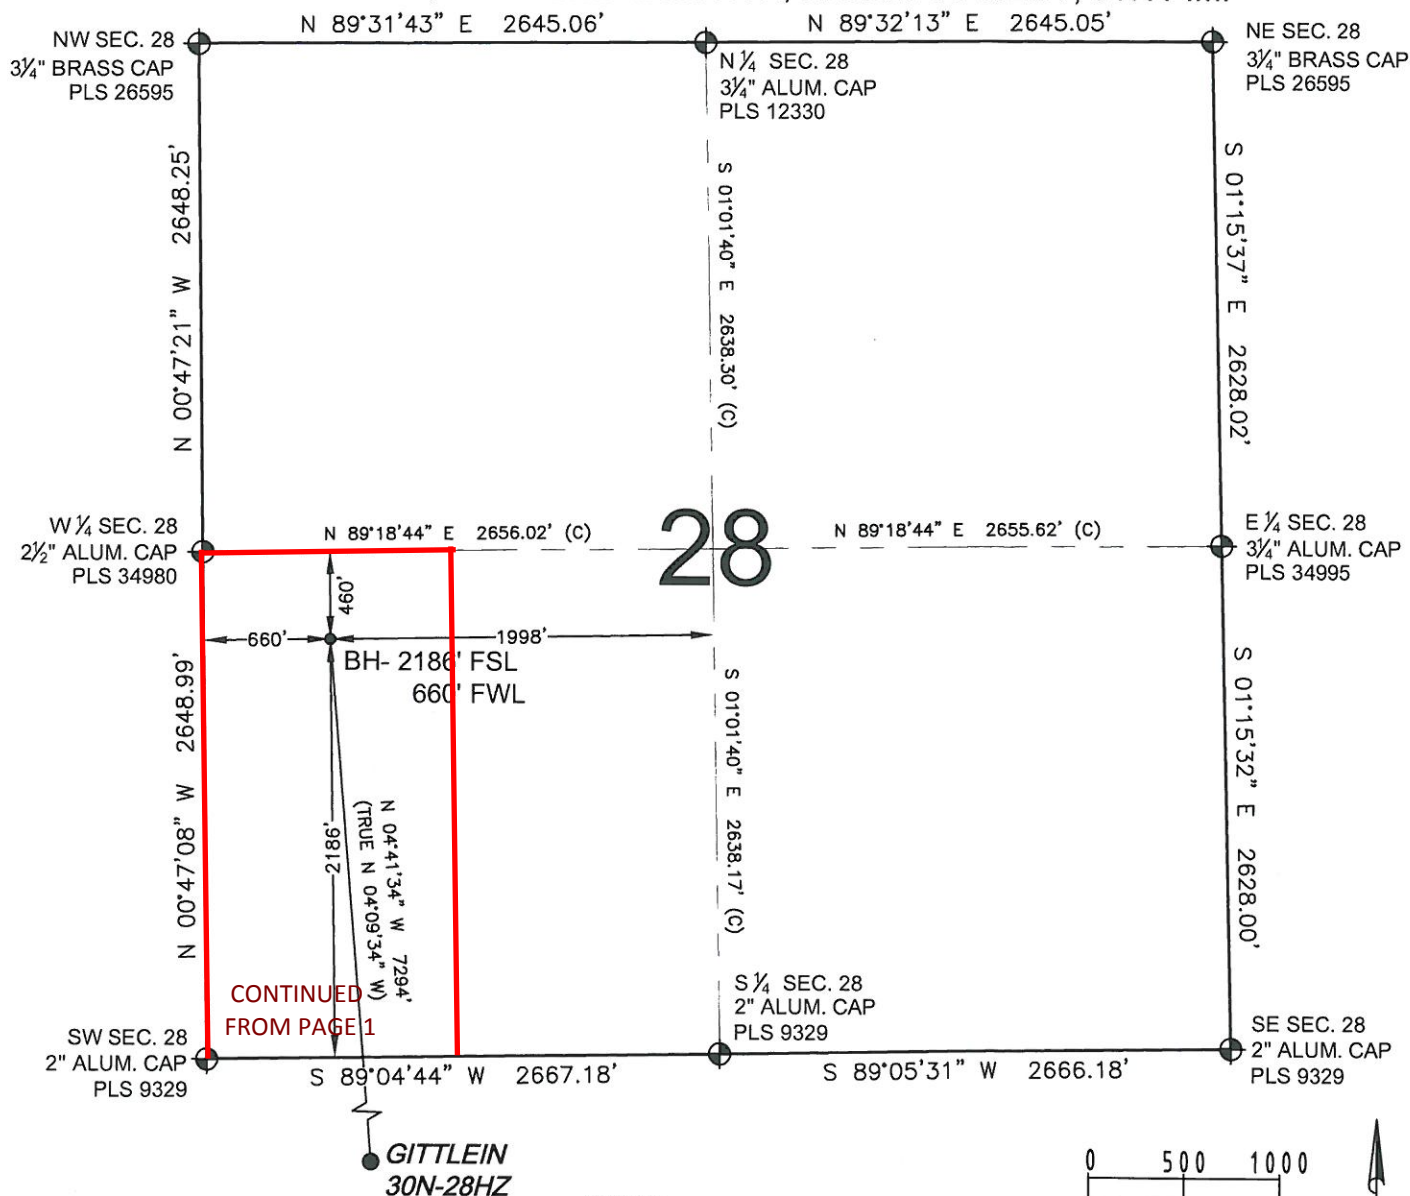 N 89°31'43" E 2645.06'
N 89°32'13" E 2645.05'
NW SEC. 28
3¼" BRASS CAP
PLS 26595
N ¼ SEC. 28
3¼" ALUM. CAP
PLS 12330
NE SEC. 28
3¼" BRASS CAP
PLS 26595
N 00°47'21" W 2648.25'
S 01°01'40" E 2638.30' (C)
S 01°15'37" E 2628.02'
W ¼ SEC. 28
2½" ALUM. CAP
PLS 34980
N 89°18'44" E 2656.02' (C)
28
N 89°18'44" E 2655.62' (C)
E ¼ SEC. 28
3¼" ALUM. CAP
PLS 34995
460'
660'
1998'
BH- 2186' FSL
660' FWL
N 00°47'08" W 2648.99'
2186'
N 04°41'34" W 7294'
(TRUE N 04°09'34" W)
S 01°01'40" E 2638.17' (C)
S 01°15'32" E 2628.00'
CONTINUED
FROM PAGE 1
SW SEC. 28
2" ALUM. CAP
PLS 9329
S ¼ SEC. 28
2" ALUM. CAP
PLS 9329
SE SEC. 28
2" ALUM. CAP
PLS 9329
S 89°04'44" W 2667.18'
S 89°05'31" W 2666.18'
GITTLEIN
30N-28HZ
0 500 1000